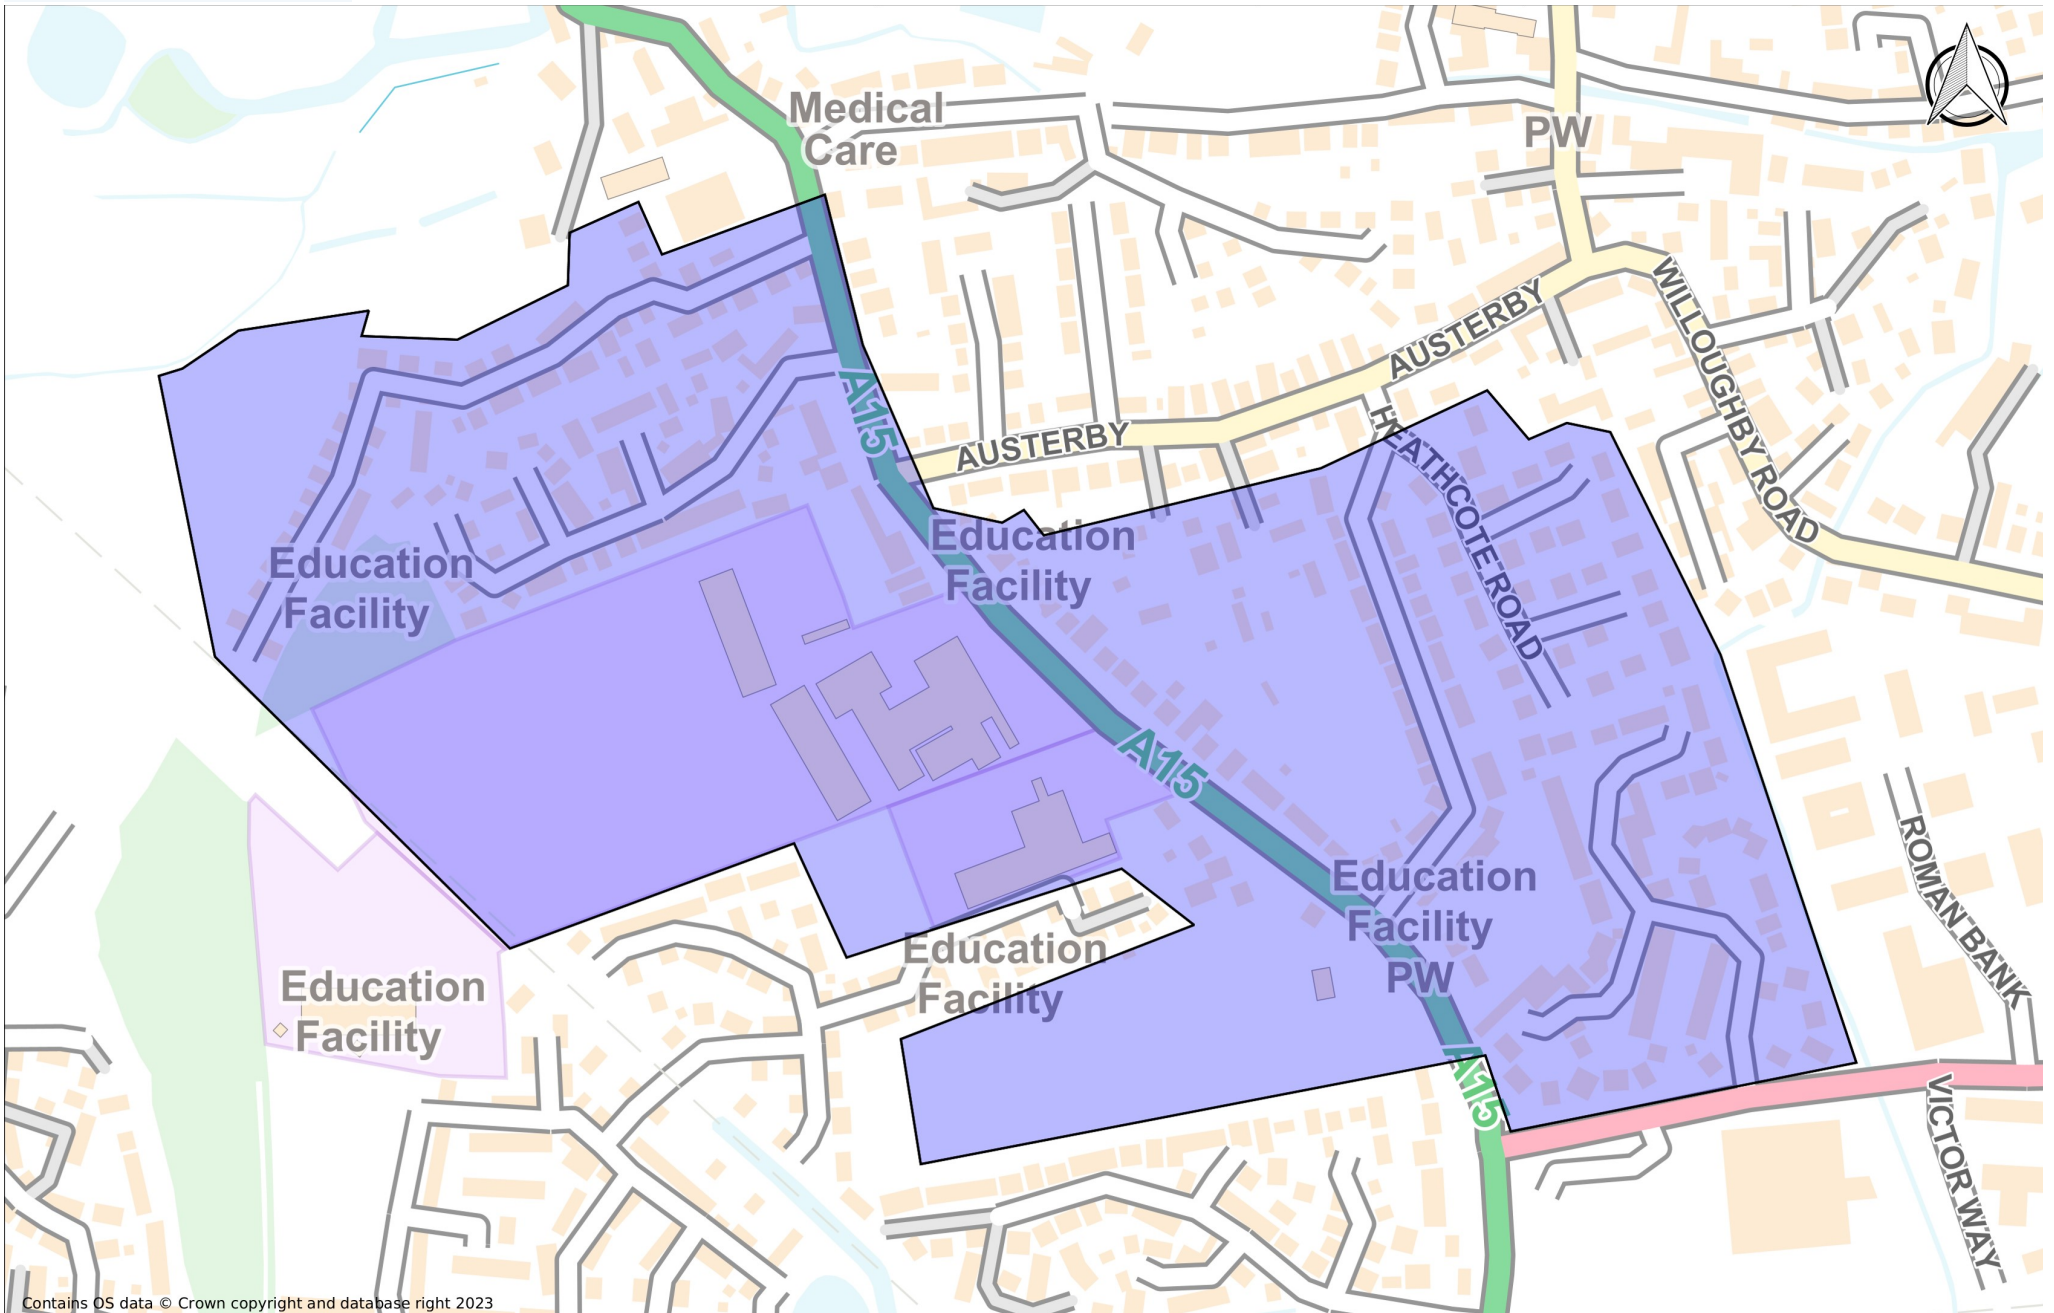 Medical
Care
PW
AUSTERBY
WILLOUGHBY ROAD
A15
AUSTERBY
HEATHCOTE ROAD
Education
Facility
Education
Facility
A15
ROMAN BANK
Education
Facility
PW
Education
Facility
Education
Facility
A15
VICTOR WAY
Contains OS data © Crown copyright and database right 2023